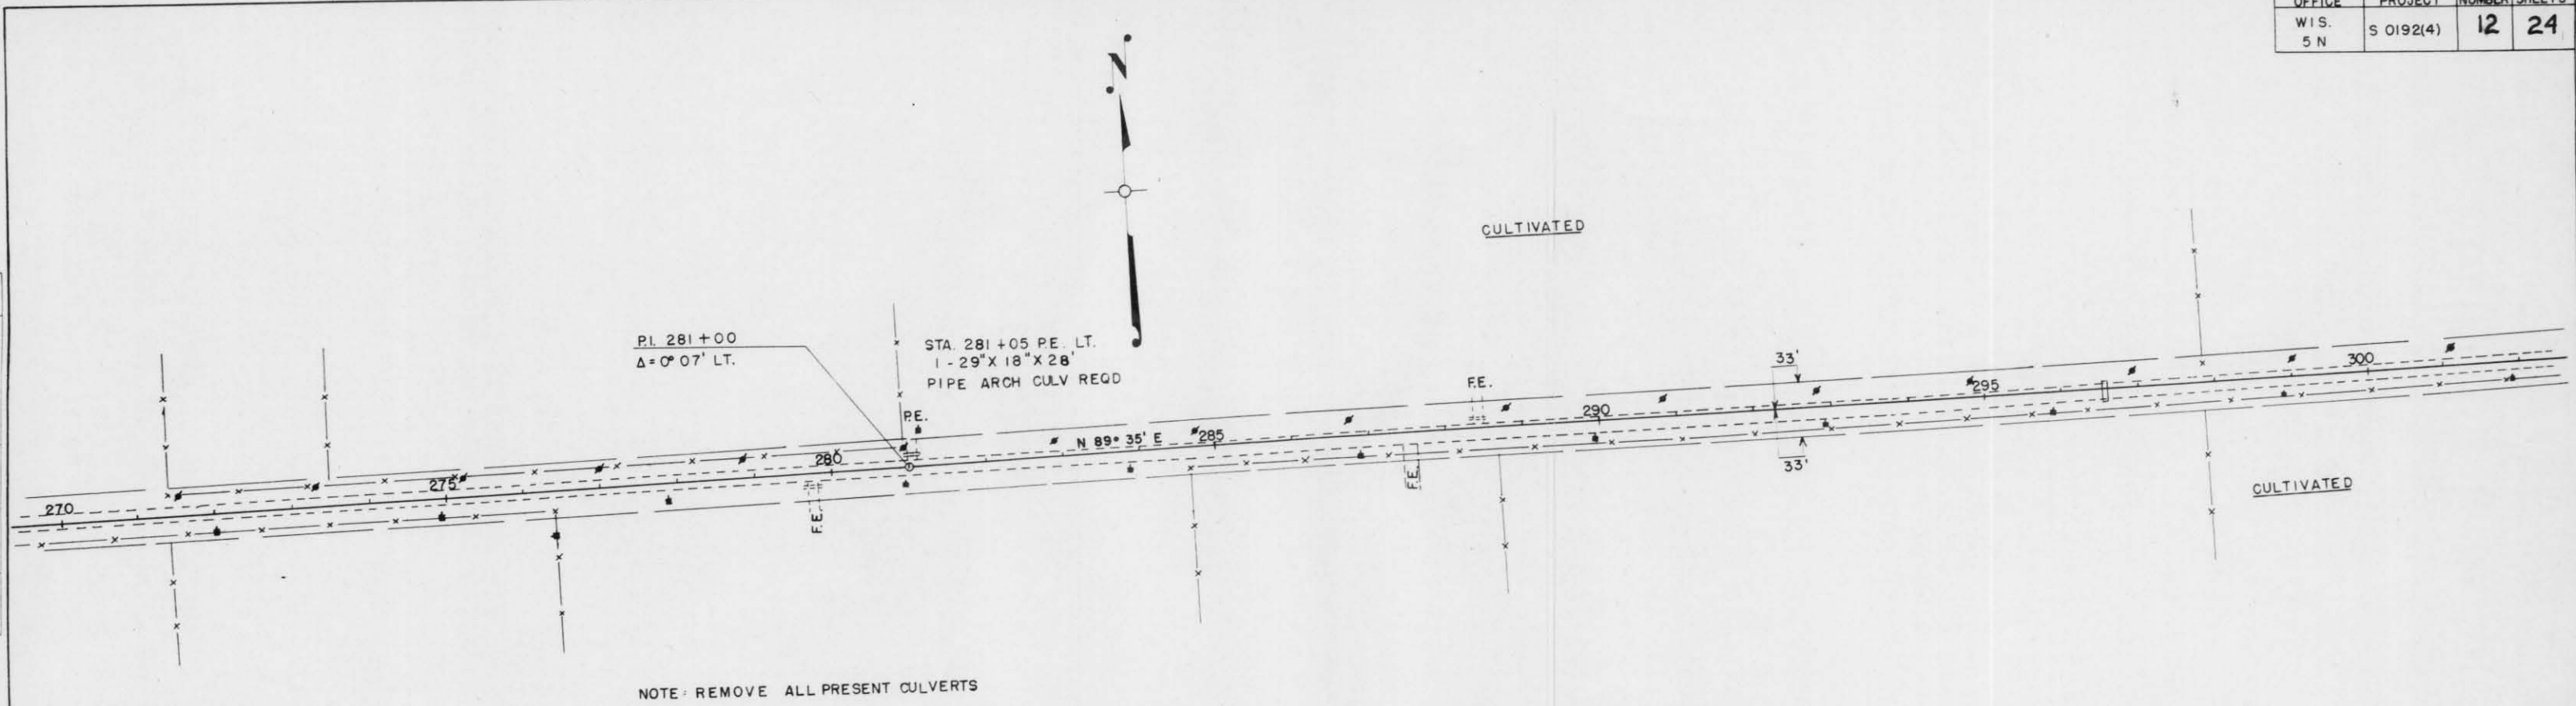 OFFICE PROJECT NUMBER SHEETS
WIS. 5 N S 0192(4) 12 24
N
CULTIVATED
P.I. 281+00
Δ=0° 07' LT.
STA. 281+05 P.E. LT.
1-29"X 18"X 28'
PIPE ARCH CULV REQD
P.E.
F.E.
33'
N 89° 35' E
270
275
280
285
290
295
300
F.E.
F.E.
33'
CULTIVATED
NOTE: REMOVE ALL PRESENT CULVERTS